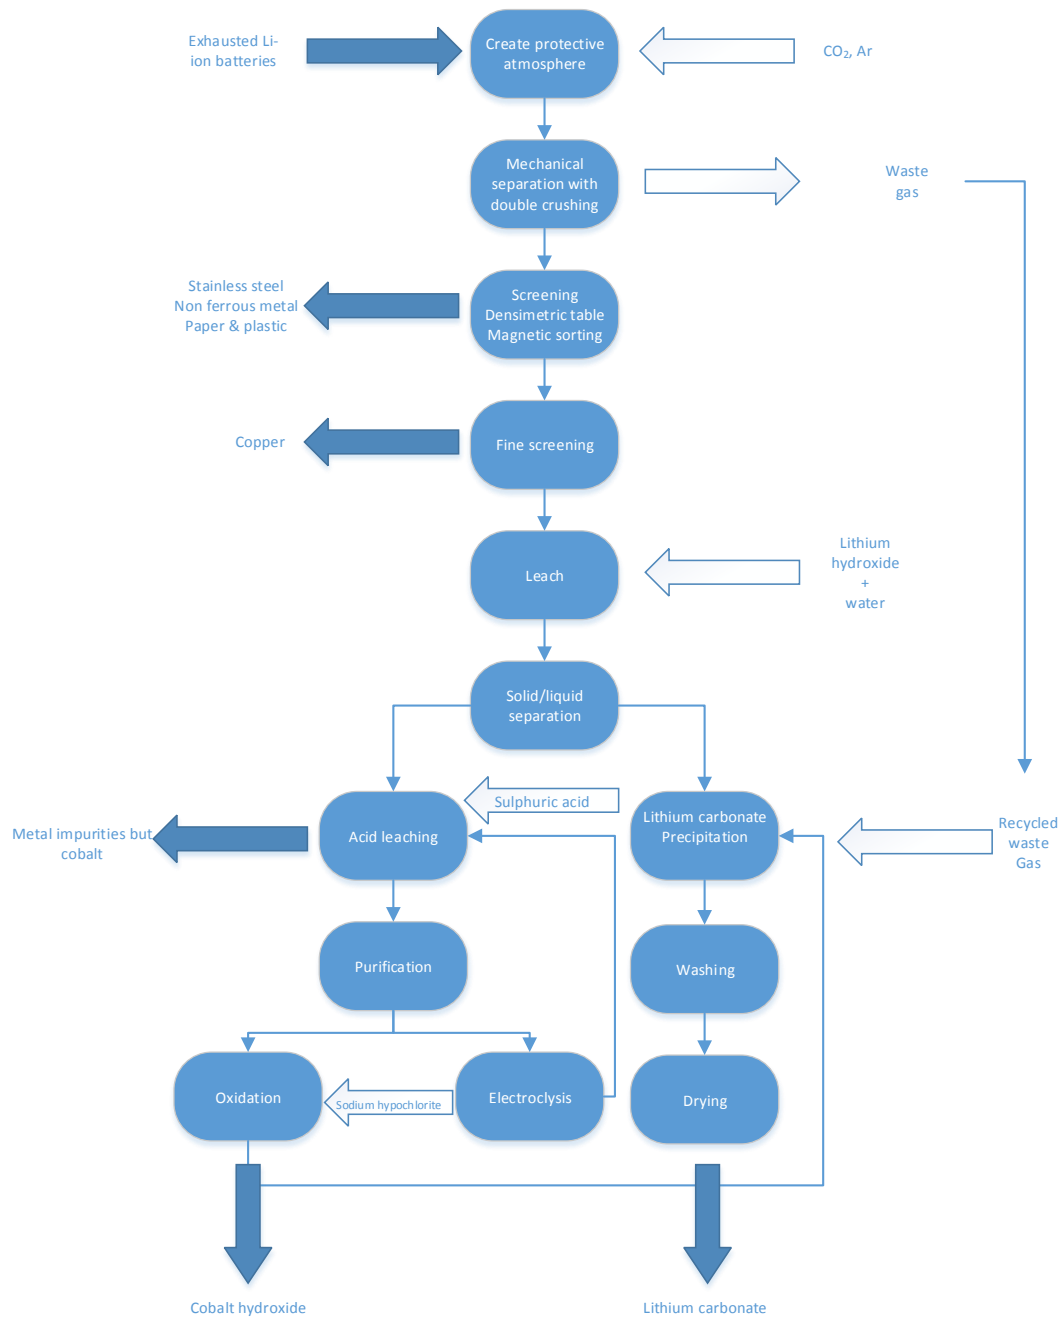 Exhausted Li-
ion batteries
Create protective
atmosphere
CO₂, Ar
Mechanical
separation with
double crushing
Waste
gas
Stainless steel
Non ferrous metal
Paper & plastic
Screening
Densimetric table
Magnetic sorting
Copper
Fine screening
Leach
Lithium
hydroxide
+
water
Solid/liquid
separation
Metal impurities but
cobalt
Acid leaching
Sulphuric acid
Lithium carbonate
Precipitation
Recycled
waste
Gas
Purification
Washing
Oxidation
Sodium hypochlorite
Electroclysis
Drying
Cobalt hydroxide
Lithium carbonate